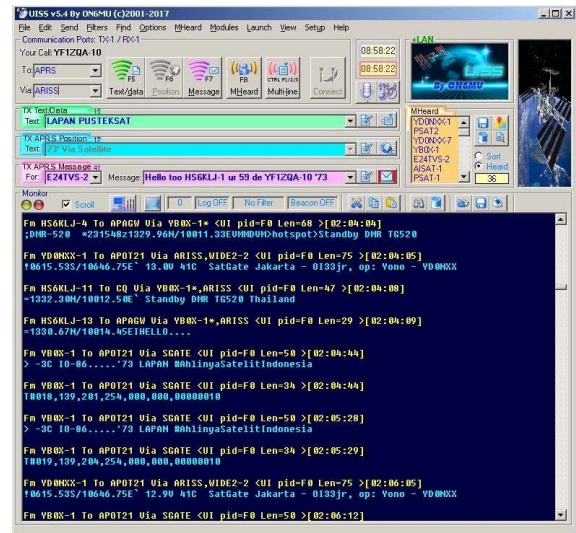 UISS v5.4 By ON6MU (c)2001-2017
File Edit Send Filters Find Options MHeard Modules Launch View Setup Help
Communication Ports: TX-1 / RX-1
Your Call: YF1ZQA-10
To: APRS
Via: ARISS
F5
Text/data
F6
Position
F7
Message
F8
MHeard
CTRL F1/2/3
Multi-line
Connect
08:58:22
08:58:22
+LAN
UISS
By ON6MU
TX Text/Data 16
Text: LAPAN PUSTEKSAT
TX APRS Position 17
Text: 73' Via Satellite
TX APRS Message 41
For: E24TVS-2 Message: Hello too HS6KLJ-1 ur 59 de YF1ZQA-10 '73
MHeard
YD0NXX-1
PSAT2
YD0NXX-7
YB0X-1
E24TVS-2
AISAT-1
PSAT-1
Sort
Heard
36
Monitor
Scroll 0 Log OFF No Filter Beacon OFF
Fm HS6KLJ-4 To APAGW Via YB0X-1* <UI pid=F0 Len=68 >[02:04:04]
;DMR-520 *231548z1329.96N/10011.33EVMMDVM>hotspot>Standby DMR TG520
Fm YD0NXX-1 To APOT21 Via ARISS,WIDE2-2 <UI pid=F0 Len=75 >[02:04:05]
!0615.53S/10646.75E` 13.0V 41C SatGate Jakarta - OI33jr, op: Yono - YD0NXX
Fm HS6KLJ-11 To CQ Via YB0X-1*,ARISS <UI pid=F0 Len=47 >[02:04:08]
=1332.30N/10012.50E` Standby DMR TG520 Thailand
Fm HS6KLJ-13 To APAGW Via YB0X-1*,ARISS <UI pid=F0 Len=29 >[02:04:09]
=1330.67N/10014.45EIHELLO....
Fm YB0X-1 To APOT21 Via SGATE <UI pid=F0 Len=50 >[02:04:44]
> -3C IO-86.....'73 LAPAN #AhlinyaSatelitIndonesia
Fm YB0X-1 To APOT21 Via SGATE <UI pid=F0 Len=34 >[02:04:44]
T#018,139,201,254,000,000,00000010
Fm YB0X-1 To APOT21 Via SGATE <UI pid=F0 Len=50 >[02:05:28]
> -3C IO-86.....'73 LAPAN #AhlinyaSatelitIndonesia
Fm YB0X-1 To APOT21 Via SGATE <UI pid=F0 Len=34 >[02:05:29]
T#019,139,204,254,000,000,00000010
Fm YD0NXX-1 To APOT21 Via ARISS,WIDE2-2 <UI pid=F0 Len=75 >[02:06:05]
!0615.53S/10646.75E` 12.9V 41C SatGate Jakarta - OI33jr, op: Yono - YD0NXX
Fm YB0X-1 To APOT21 Via SGATE <UI pid=F0 Len=50 >[02:06:12]